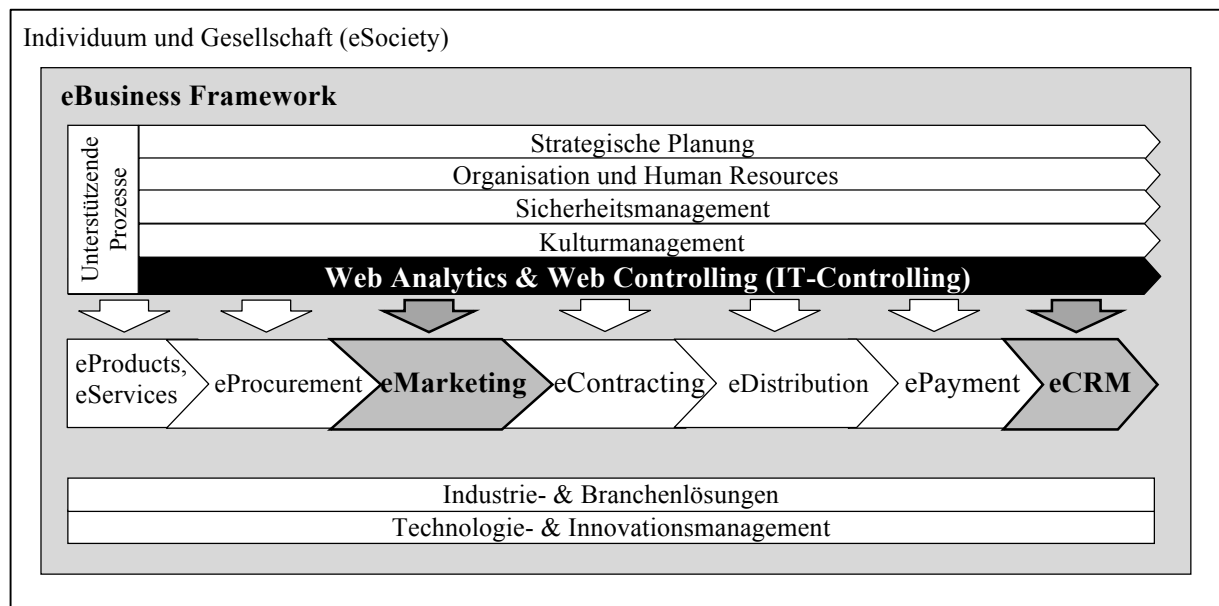 Individuum und Gesellschaft (eSociety)
eBusiness Framework
Unterstützende
Prozesse
Strategische Planung
Organisation und Human Resources
Sicherheitsmanagement
Kulturmanagement
Web Analytics & Web Controlling (IT-Controlling)
eProducts,
eServices
eProcurement
eMarketing
eContracting
eDistribution
ePayment
eCRM
Industrie- & Branchenlösungen
Technologie- & Innovationsmanagement